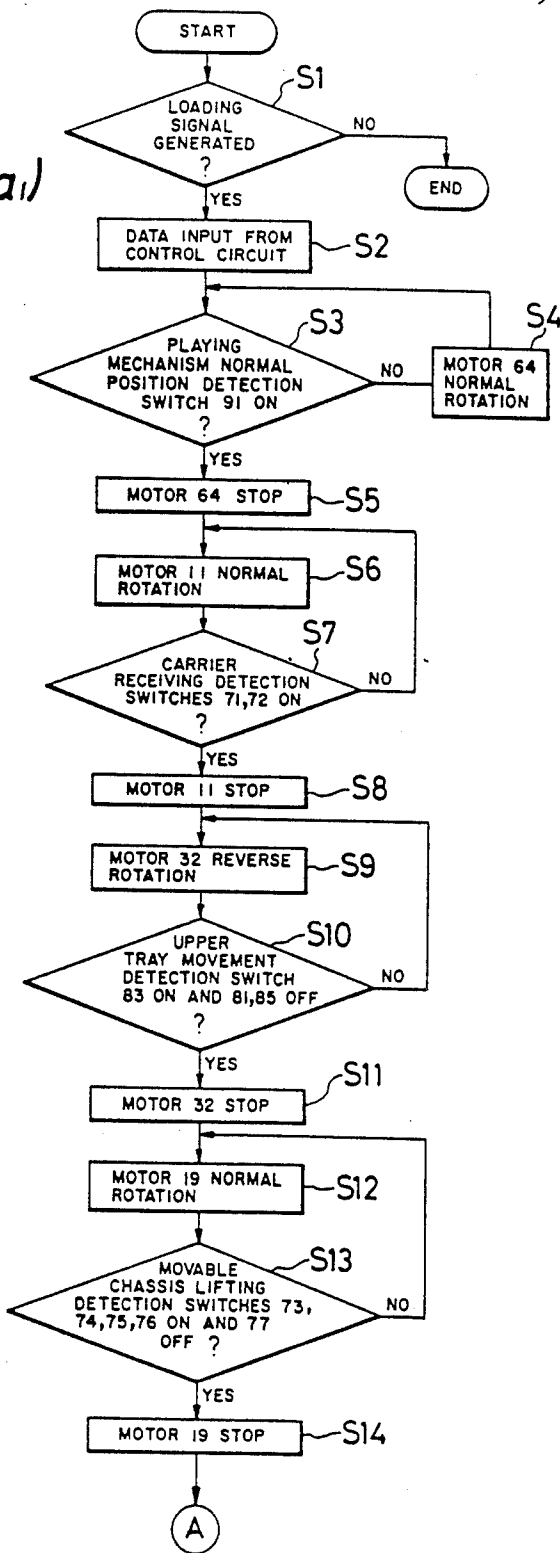 START
S1
LOADING
SIGNAL
GENERATED
?
NO
END
a1)
YES
DATA INPUT FROM
CONTROL CIRCUIT
S2
S3
S4
PLAYING
MECHANISM NORMAL
POSITION DETECTION
SWITCH 91 ON
?
NO
MOTOR 64
NORMAL
ROTATION
YES
MOTOR 64 STOP
S5
MOTOR 11 NORMAL
ROTATION
S6
S7
CARRIER
RECEIVING DETECTION
SWITCHES 71,72 ON
?
NO
YES
MOTOR 11 STOP
S8
MOTOR 32 REVERSE
ROTATION
S9
S10
UPPER
TRAY MOVEMENT
DETECTION SWITCH
83 ON AND 81,85 OFF
?
NO
YES
S11
MOTOR 32 STOP
MOTOR 19 NORMAL
ROTATION
S12
S13
MOVABLE
CHASSIS LIFTING
DETECTION SWITCHES 73,
74,75,76 ON AND 77
OFF ?
NO
YES
MOTOR 19 STOP
S14
A